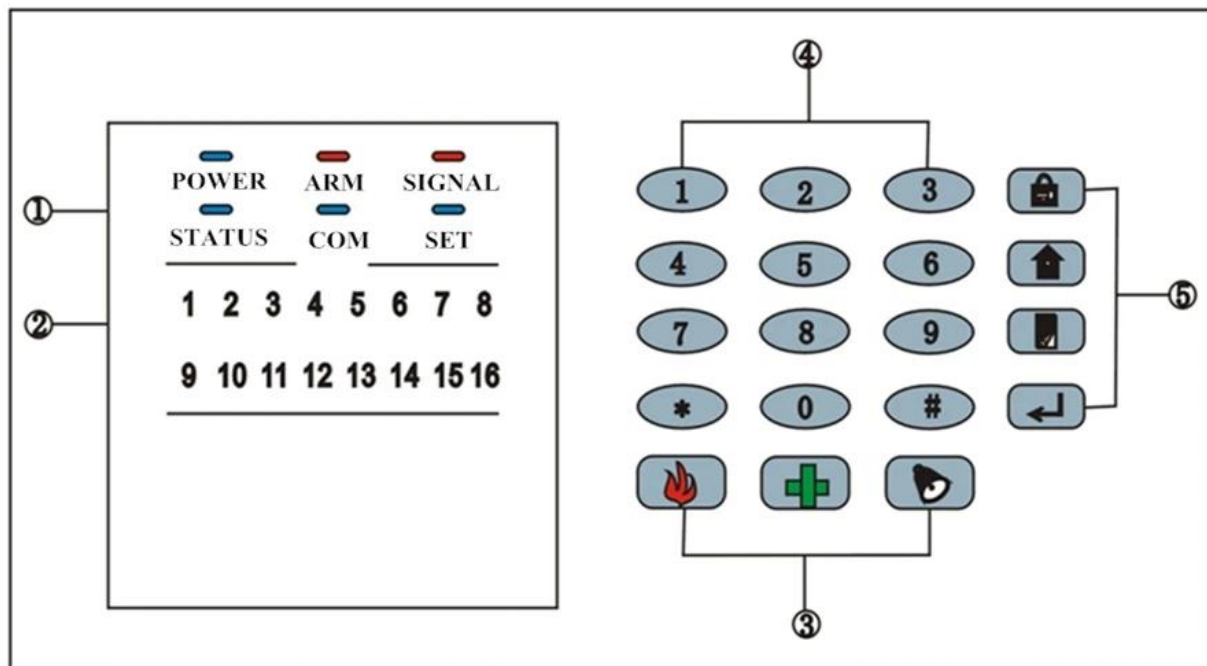 ④
POWER ARM SIGNAL
1 2 3
①
STATUS COM SET
4 5 6
1 2 3 4 5 6 7 8
⑤
②
7 8 9
9 10 11 12 13 14 15 16
* 0 #
③